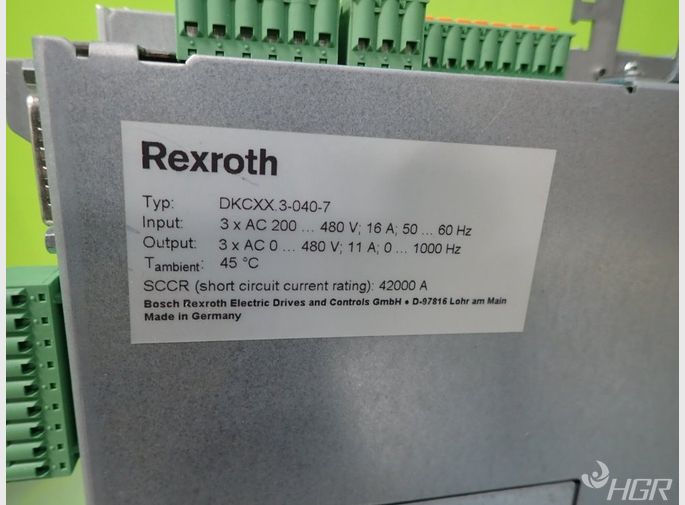 Rexroth
Typ: DKCXX.3-040-7
Input: 3 x AC 200 ... 480 V; 16 A; 50 ... 60 Hz
Output: 3 x AC 0 ... 480 V; 11 A; 0 ... 1000 Hz
Tambient: 45 °C
SCCR (short circuit current rating): 42000 A
Bosch Rexroth Electric Drives and Controls GmbH • D-97816 Lohr am Main
Made in Germany
HGR